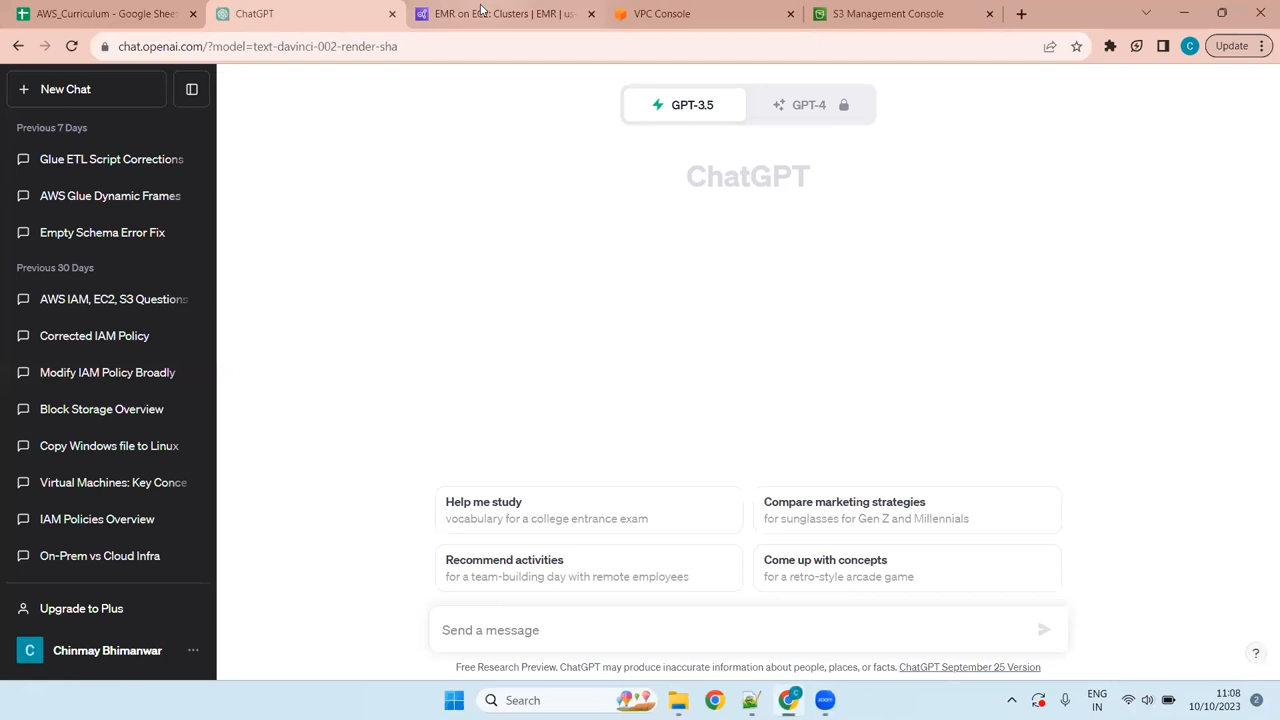 AWS_Curriculum - Google Shee
ChatGPT
EMR on EC2: Clusters | EMR | us-
VPC Console
S3 Management Console
chat.openai.com/?model=text-davinci-002-render-sha
C
Update
New Chat
GPT-3.5
GPT-4
Previous 7 Days
Glue ETL Script Corrections
ChatGPT
AWS Glue Dynamic Frames
Empty Schema Error Fix
Previous 30 Days
AWS IAM, EC2, S3 Questions
Corrected IAM Policy
Modify IAM Policy Broadly
Block Storage Overview
Copy Windows file to Linux
Virtual Machines: Key Conce
IAM Policies Overview
On-Prem vs Cloud Infra
Help me study
vocabulary for a college entrance exam
Compare marketing strategies
for sunglasses for Gen Z and Millennials
Recommend activities
for a team-building day with remote employees
Come up with concepts
for a retro-style arcade game
Upgrade to Plus
C
Chinmay Bhimanwar
Send a message
?
Free Research Preview. ChatGPT may produce inaccurate information about people, places, or facts. ChatGPT September 25 Version
Search
ENG
IN
11:08
10/10/2023
2